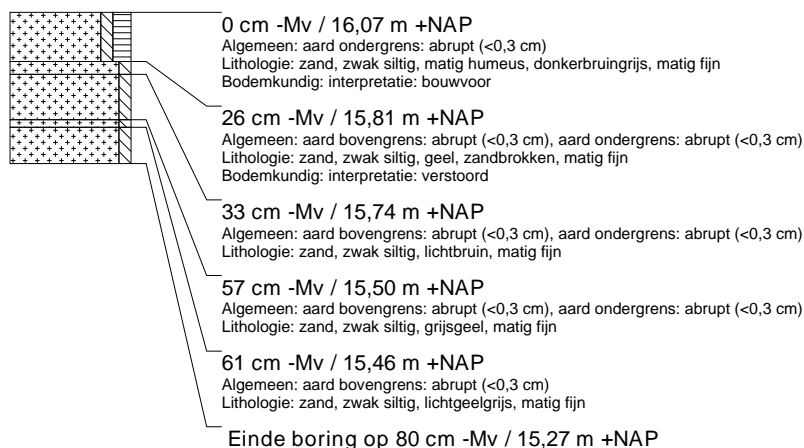 0 cm -Mv / 16,07 m +NAP
Algemeen: aard ondergrens: abrupt (<0,3 cm)
Lithologie: zand, zwak siltig, matig humeus, donkerbruingrijs, matig fijn
Bodemkundig: interpretatie: bouwvoor
26 cm -Mv / 15,81 m +NAP
Algemeen: aard bovengrens: abrupt (<0,3 cm), aard ondergrens: abrupt (<0,3 cm)
Lithologie: zand, zwak siltig, geel, zandbrokken, matig fijn
Bodemkundig: interpretatie: verstoord
33 cm -Mv / 15,74 m +NAP
Algemeen: aard bovengrens: abrupt (<0,3 cm), aard ondergrens: abrupt (<0,3 cm)
Lithologie: zand, zwak siltig, lichtbruin, matig fijn
57 cm -Mv / 15,50 m +NAP
Algemeen: aard bovengrens: abrupt (<0,3 cm), aard ondergrens: abrupt (<0,3 cm)
Lithologie: zand, zwak siltig, grijsgeel, matig fijn
61 cm -Mv / 15,46 m +NAP
Algemeen: aard bovengrens: abrupt (<0,3 cm)
Lithologie: zand, zwak siltig, lichtgeelgrijs, matig fijn
Einde boring op 80 cm -Mv / 15,27 m +NAP